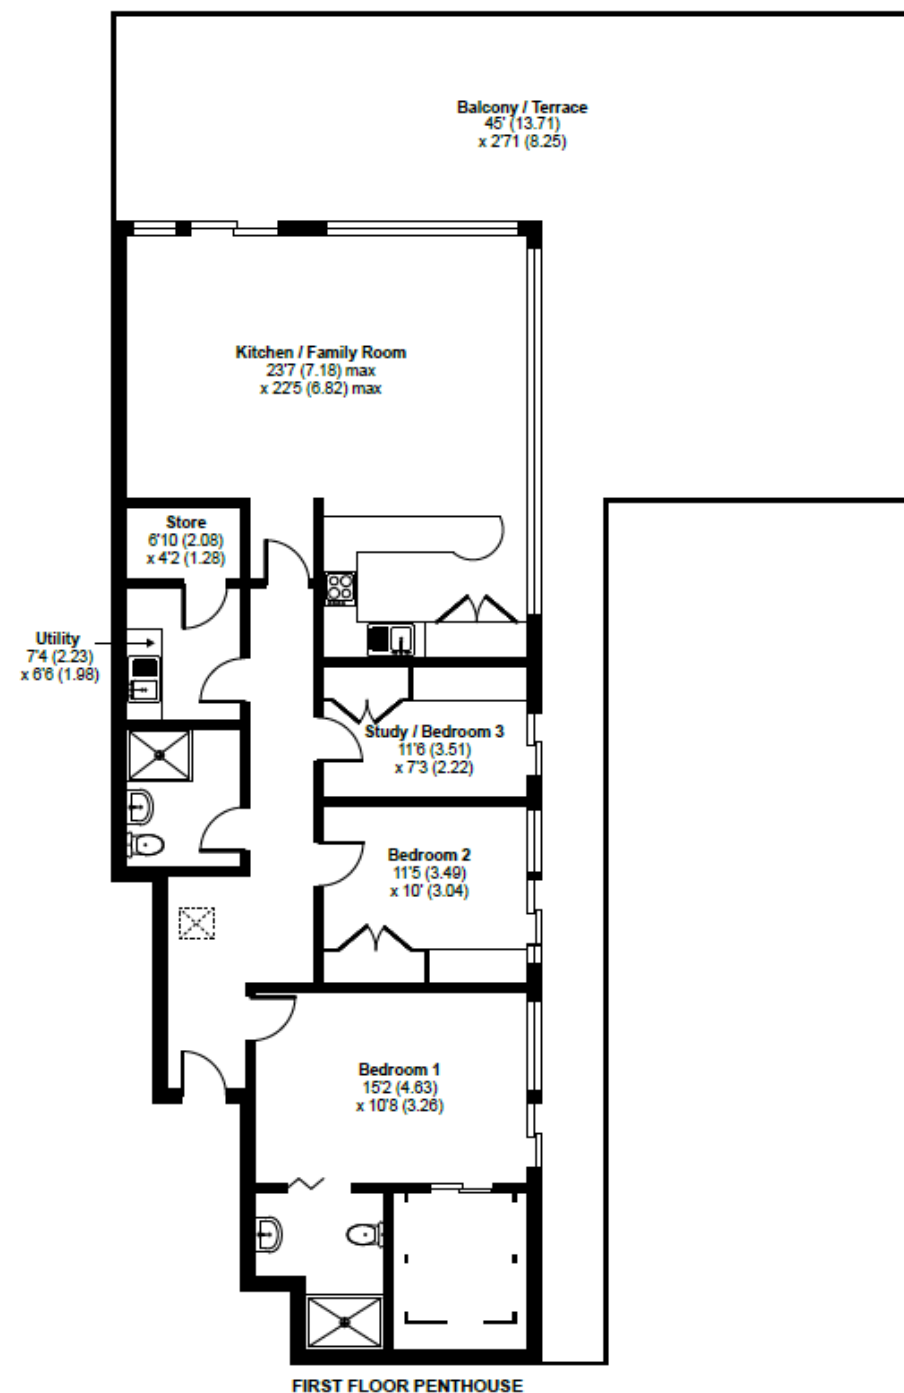 Balcony / Terrace
45' (13.71)
x 2'71 (8.25)
Kitchen / Family Room
23'7 (7.18) max
x 22'5 (6.82) max
Store
6'10 (2.08)
x 4'2 (1.28)
Utility
7'4 (2.23)
x 6'6 (1.98)
Study / Bedroom 3
11'6 (3.51)
x 7'3 (2.22)
Bedroom 2
11'5 (3.49)
x 10' (3.04)
Bedroom 1
15'2 (4.63)
x 10'8 (3.26)
FIRST FLOOR PENTHOUSE